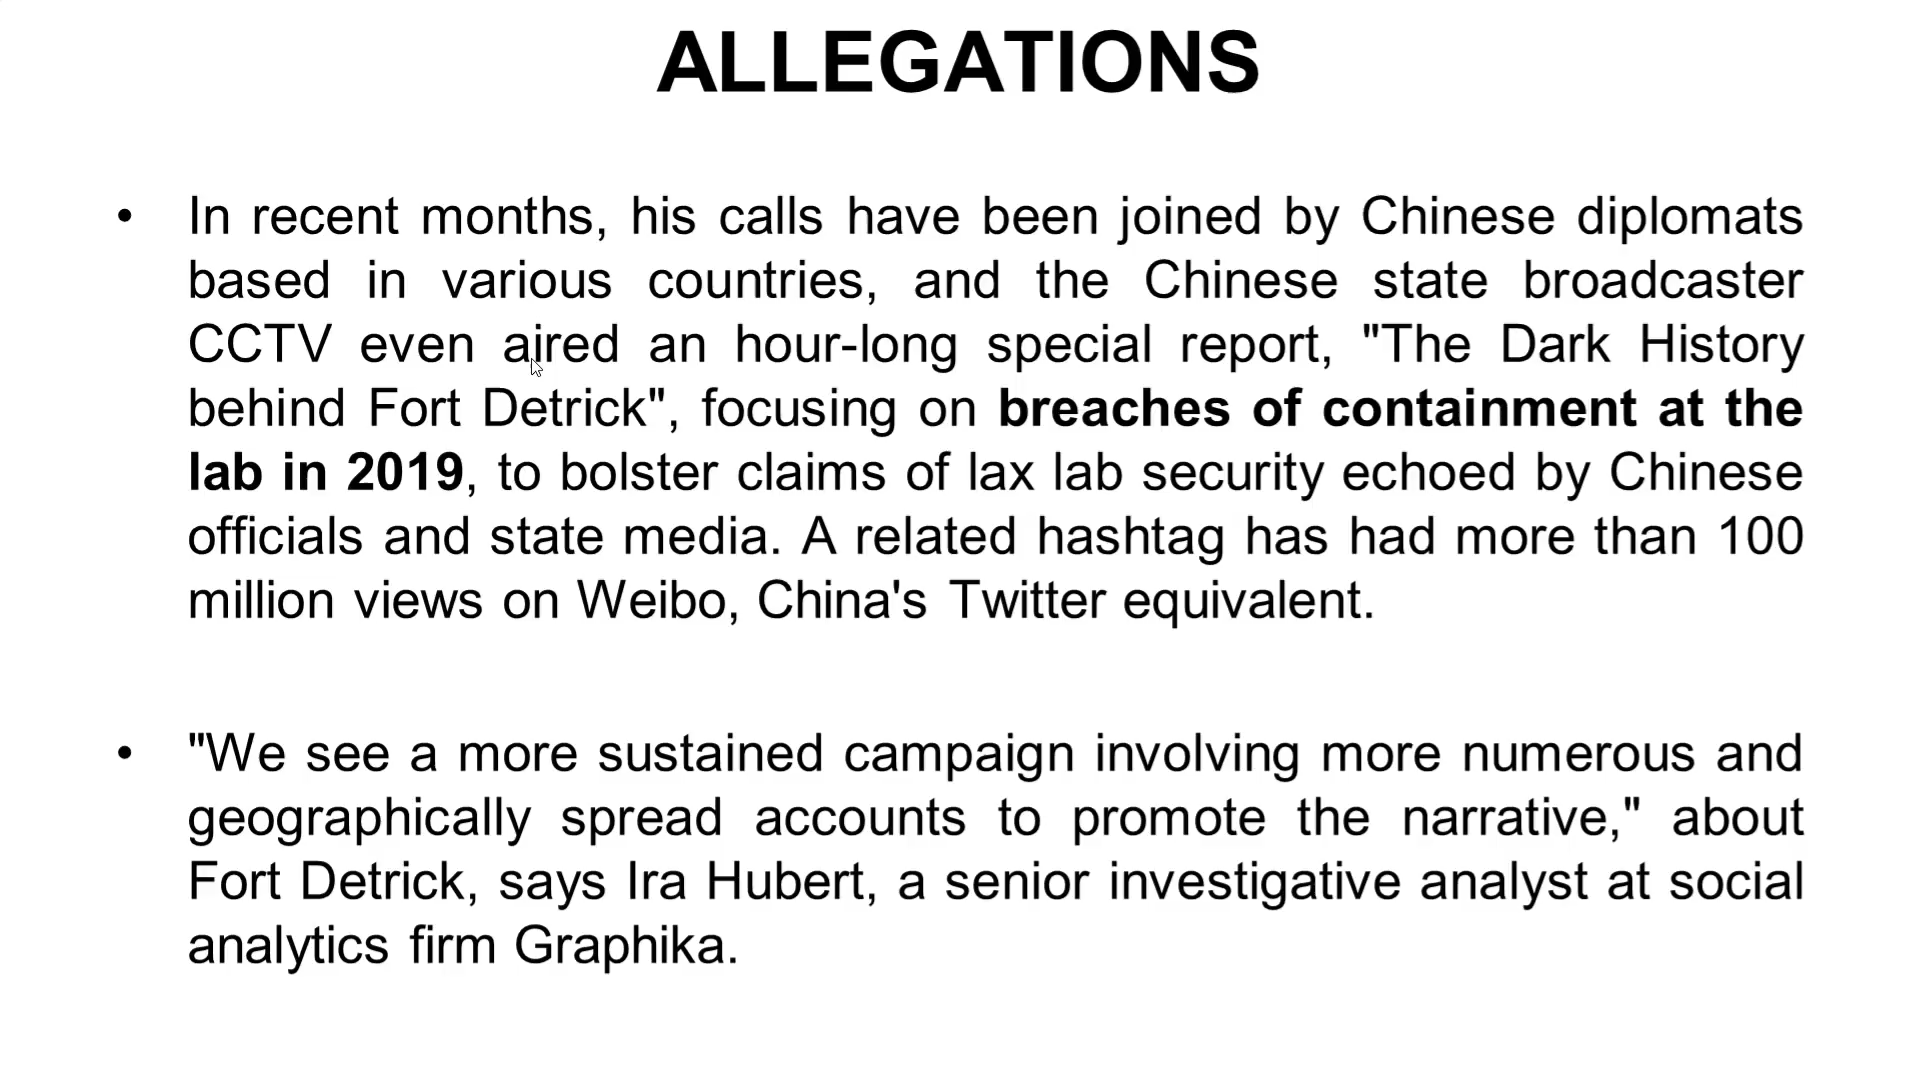 ALLEGATIONS
• In recent months, his calls have been joined by Chinese diplomats
based in various countries, and the Chinese state broadcaster
CCTV even aired an hour-long special report, "The Dark History
behind Fort Detrick", focusing on breaches of containment at the
lab in 2019, to bolster claims of lax lab security echoed by Chinese
officials and state media. A related hashtag has had more than 100
million views on Weibo, China's Twitter equivalent.
• "We see a more sustained campaign involving more numerous and
geographically spread accounts to promote the narrative," about
Fort Detrick, says Ira Hubert, a senior investigative analyst at social
analytics firm Graphika.